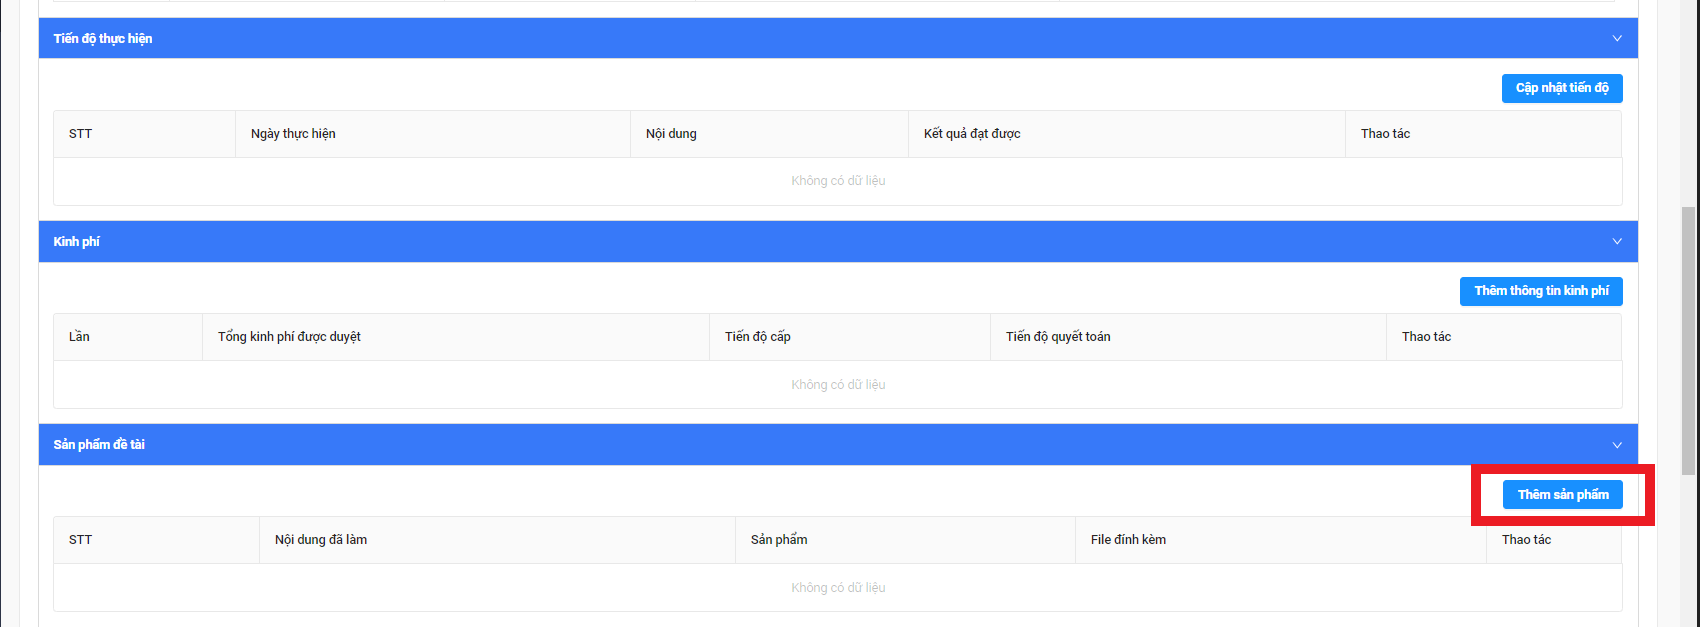 Tiến độ thực hiện
Cập nhật tiến độ
STT Ngày thực hiện Nội dung Kết quả đạt được Thao tác
Không có dữ liệu
Kinh phí
Thêm thông tin kinh phí
Lần Tổng kinh phí được duyệt Tiến độ cấp Tiến độ quyết toán Thao tác
Không có dữ liệu
Sản phẩm đề tài
Thêm sản phẩm
STT Nội dung đã làm Sản phẩm File đính kèm Thao tác
Không có dữ liệu